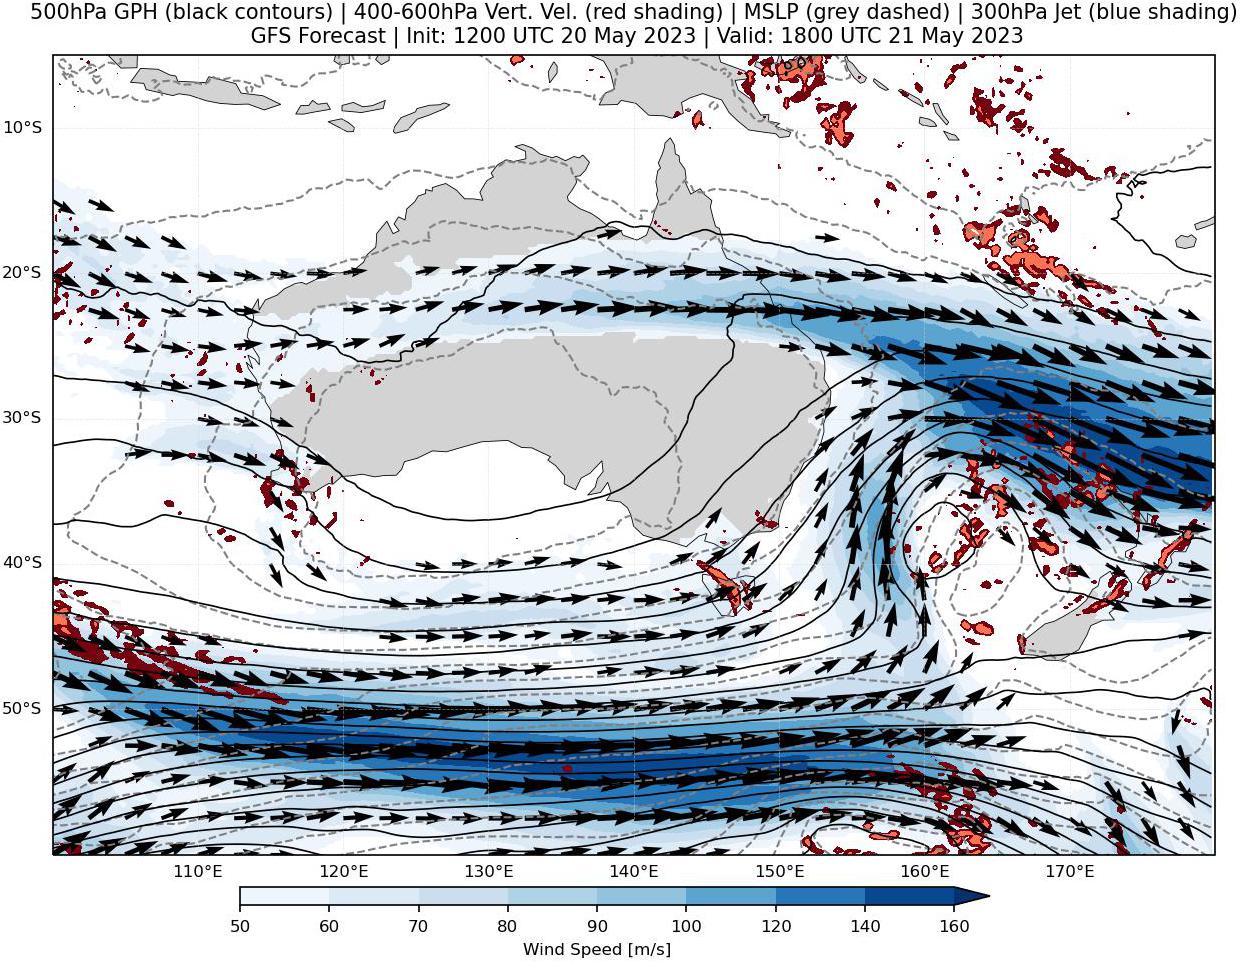 500hPa GPH (black contours) | 400-600hPa Vert. Vel. (red shading) | MSLP (grey dashed) | 300hPa Jet (blue shading)
GFS Forecast | Init: 1200 UTC 20 May 2023 | Valid: 1800 UTC 21 May 2023
10°S
20°S
30°S
40°S
50°S
110°E 120°E 130°E 140°E 150°E 160°E 170°E
50 60 70 80 90 100 120 140 160
Wind Speed [m/s]